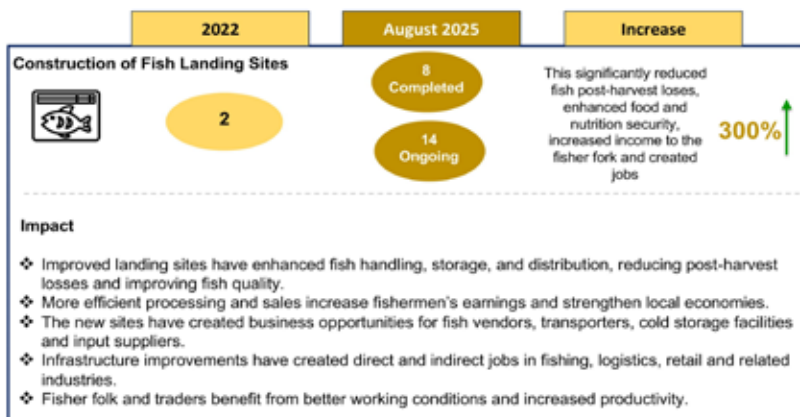 2022
August 2025
Increase
Construction of Fish Landing Sites
2
8
Completed
14
Ongoing
This significantly reduced
fish post-harvest loses,
enhanced food and
nutrition security,
increased income to the
fisher fork and created
jobs
300%
Impact
❖ Improved landing sites have enhanced fish handling, storage, and distribution, reducing post-harvest
losses and improving fish quality.
❖ More efficient processing and sales increase fishermen's earnings and strengthen local economies.
❖ The new sites have created business opportunities for fish vendors, transporters, cold storage facilities
and input suppliers.
❖ Infrastructure improvements have created direct and indirect jobs in fishing, logistics, retail and related
industries.
❖ Fisher folk and traders benefit from better working conditions and increased productivity.